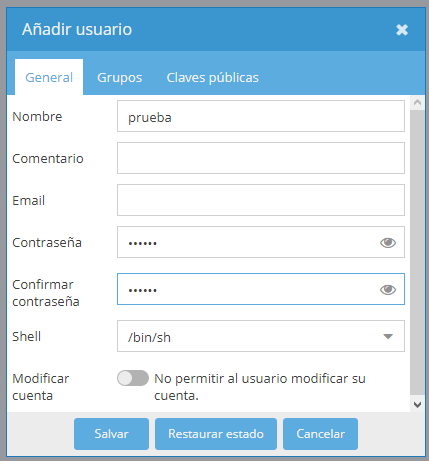 Añadir usuario
General
Grupos
Claves públicas
Nombre
prueba
Comentario
Email
Contraseña
••••••
Confirmar
contraseña
••••••
Shell
/bin/sh
Modificar
cuenta
No permitir al usuario modificar su
cuenta.
Salvar
Restaurar estado
Cancelar